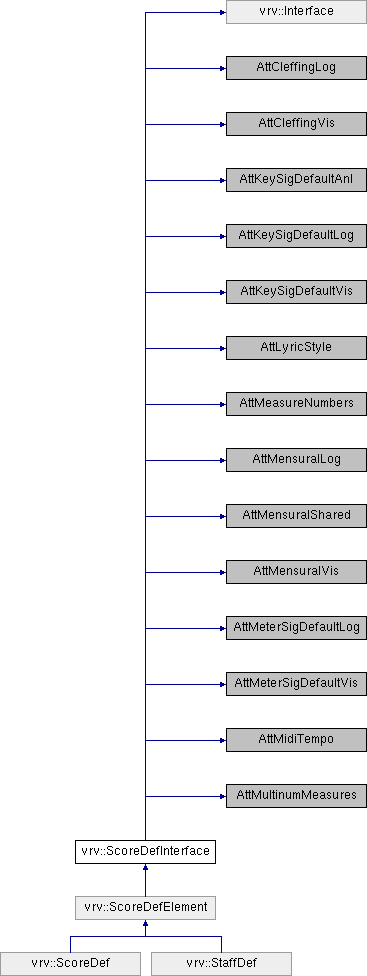 vrv::Interface
AttCleffingLog
AttCleffingVis
AttKeySigDefaultAnl
AttKeySigDefaultLog
AttKeySigDefaultVis
AttLyricStyle
AttMeasureNumbers
AttMensuralLog
AttMensuralShared
AttMensuralVis
AttMeterSigDefaultLog
AttMeterSigDefaultVis
AttMidiTempo
AttMultinumMeasures
vrv::ScoreDefInterface
vrv::ScoreDefElement
vrv::ScoreDef
vrv::StaffDef